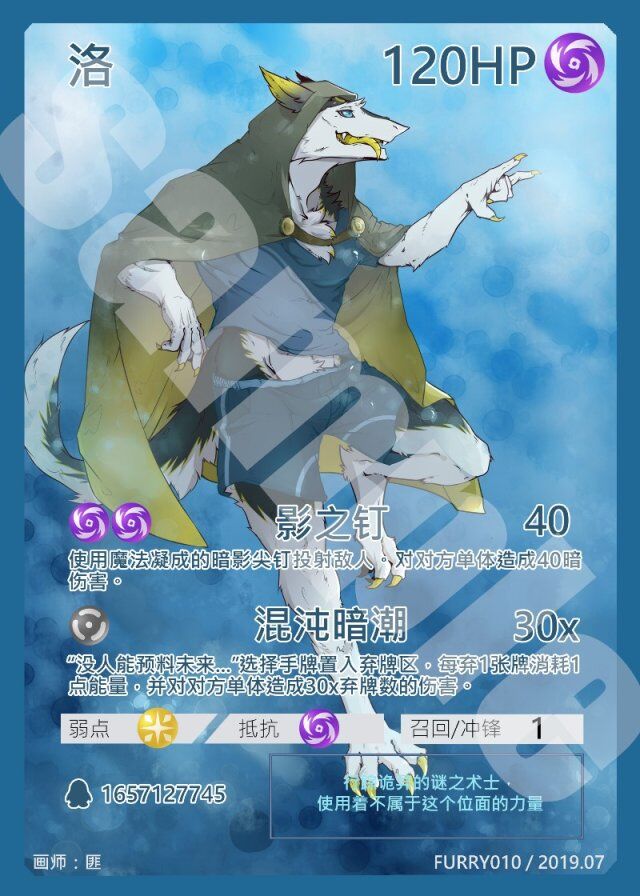 洛
120HP
影之钉 40
使用魔法凝成的暗影尖钉投射敌人，对对方单体造成40暗
伤害。
混沌暗潮 30x
“没人能预料未来...”选择手牌置入弃牌区，每弃1张牌消耗1
点能量，并对对方单体造成30x弃牌数的伤害。
弱点 抵抗 召回/冲锋 1
1657127745
行踪诡异的谜之术士，
使用着不属于这个位面的力量
画师：匪
FURRY010 / 2019.07
Sample